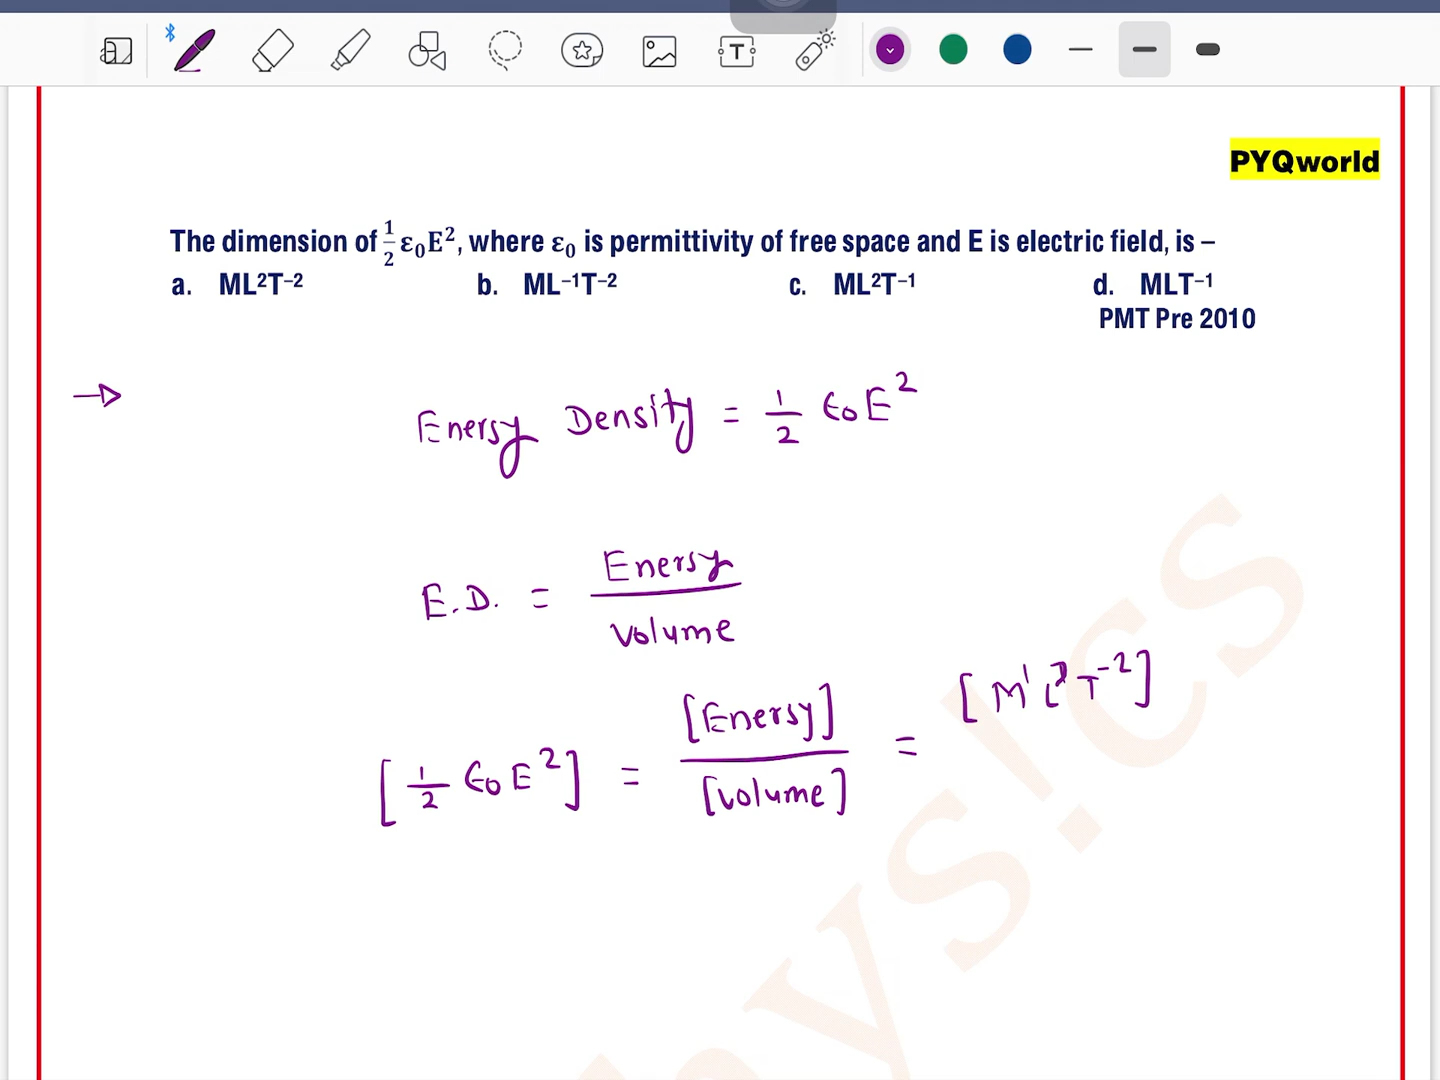 PYQworld
The dimension of 1/2 ε₀E², where ε₀ is permittivity of free space and E is electric field, is –
a. ML²T⁻² b. ML⁻¹T⁻² c. ML²T⁻¹ d. MLT⁻¹
PMT Pre 2010
→ Energy Density = 1/2 ϵ₀E²
E.D. = Energy / Volume
[1/2 ϵ₀E²] = [Energy] / [Volume] = [M¹L²T⁻²]